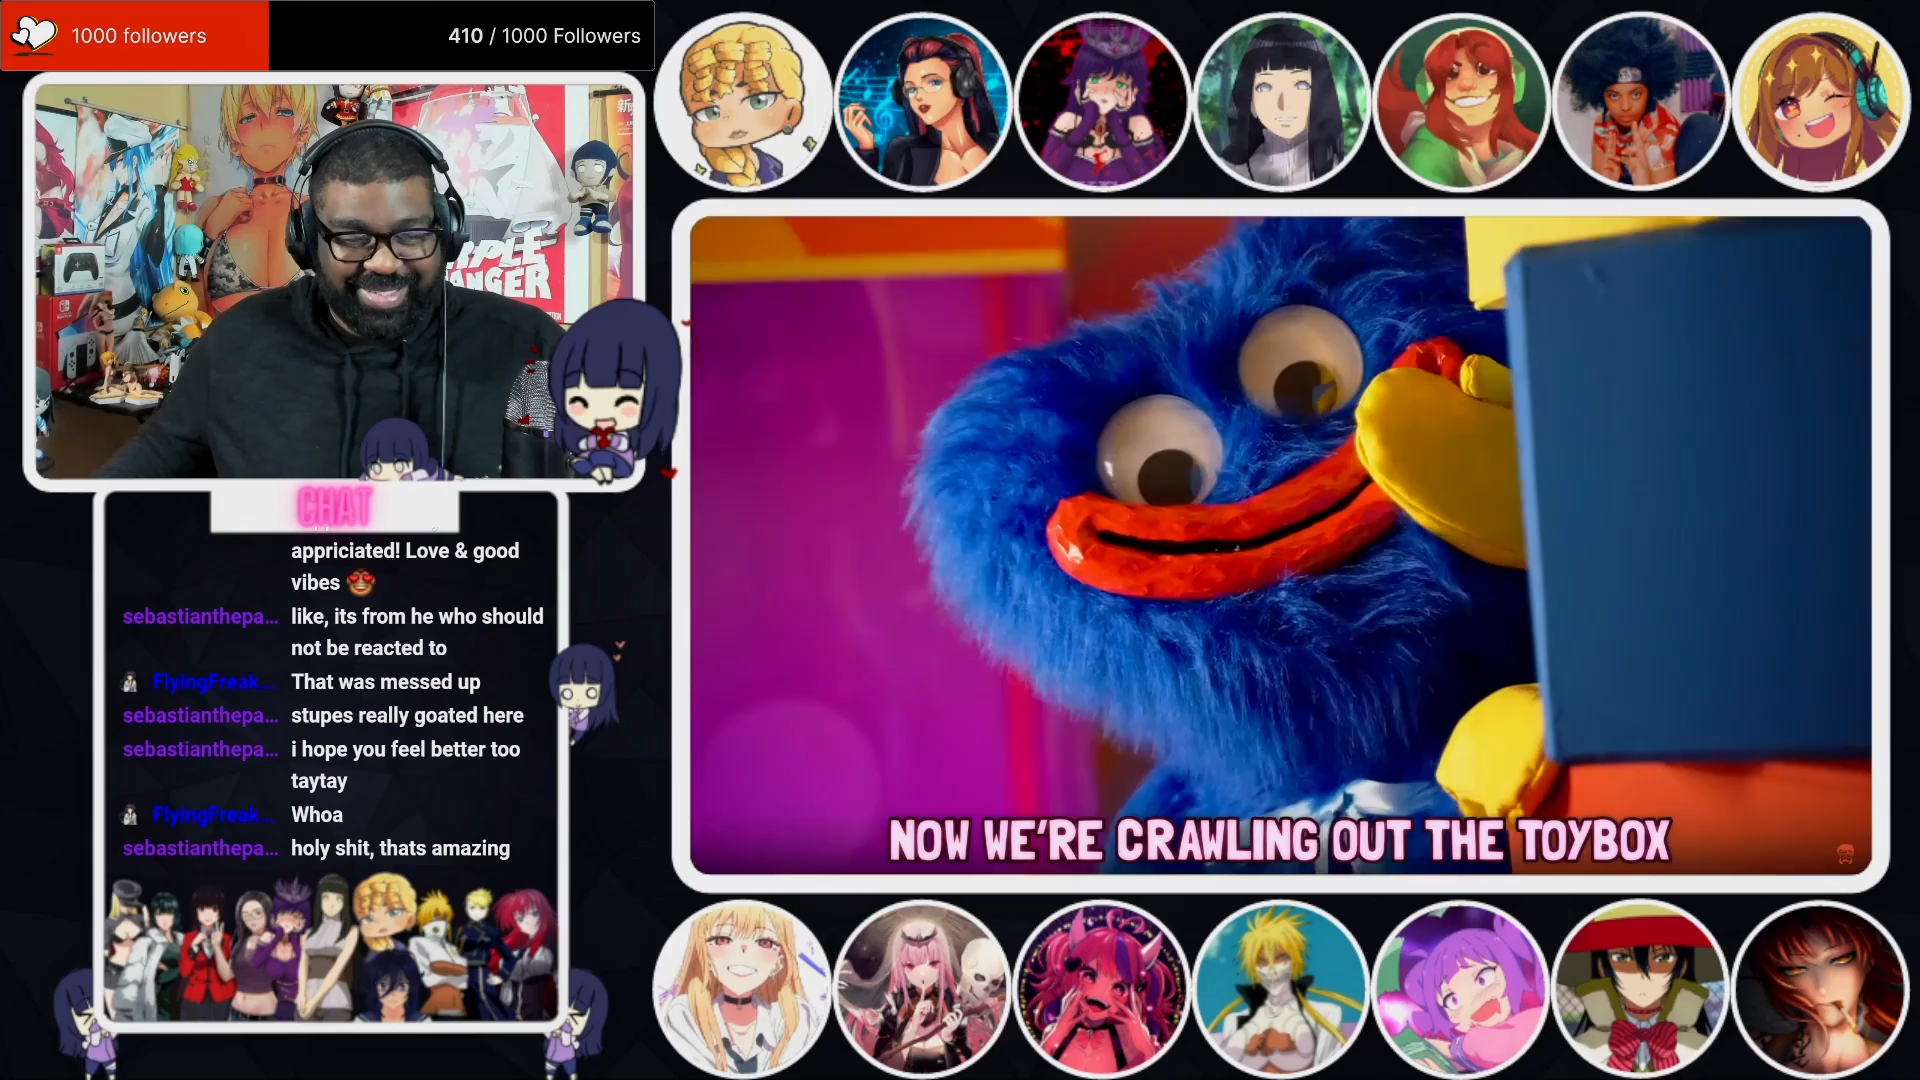 1000 followers
410 / 1000 Followers
CHAT
appriciated! Love & good
vibes
sebastianthepa... like, its from he who should
not be reacted to
FlyingFreak... That was messed up
sebastianthepa... stupes really goated here
sebastianthepa... i hope you feel better too
taytay
FlyingFreak... Whoa
sebastianthepa... holy shit, thats amazing
NOW WE'RE CRAWLING OUT THE TOYBOX